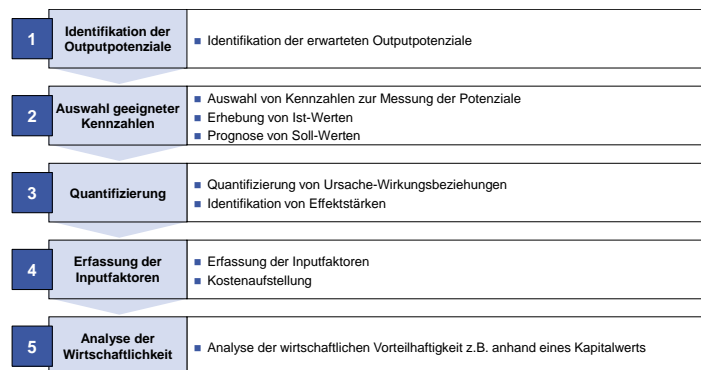 1
Identifikation der
Outputpotenziale
Identifikation der erwarteten Outputpotenziale
2
Auswahl geeigneter
Kennzahlen
Auswahl von Kennzahlen zur Messung der Potenziale
Erhebung von Ist-Werten
Prognose von Soll-Werten
3
Quantifizierung
Quantifizierung von Ursache-Wirkungsbeziehungen
Identifikation von Effektstärken
4
Erfassung der
Inputfaktoren
Erfassung der Inputfaktoren
Kostenaufstellung
5
Analyse der
Wirtschaftlichkeit
Analyse der wirtschaftlichen Vorteilhaftigkeit z.B. anhand eines Kapitalwerts